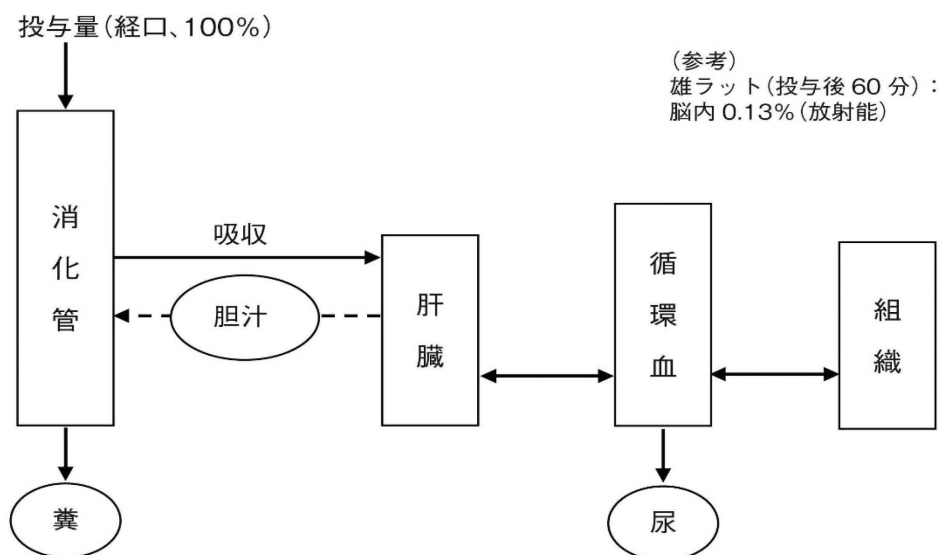 投与量(経口、100%)
(参考)
雄ラット(投与後 60 分):
脳内 0.13%(放射能)
消化管
吸収
胆汁
肝臓
循環血
組織
糞
尿